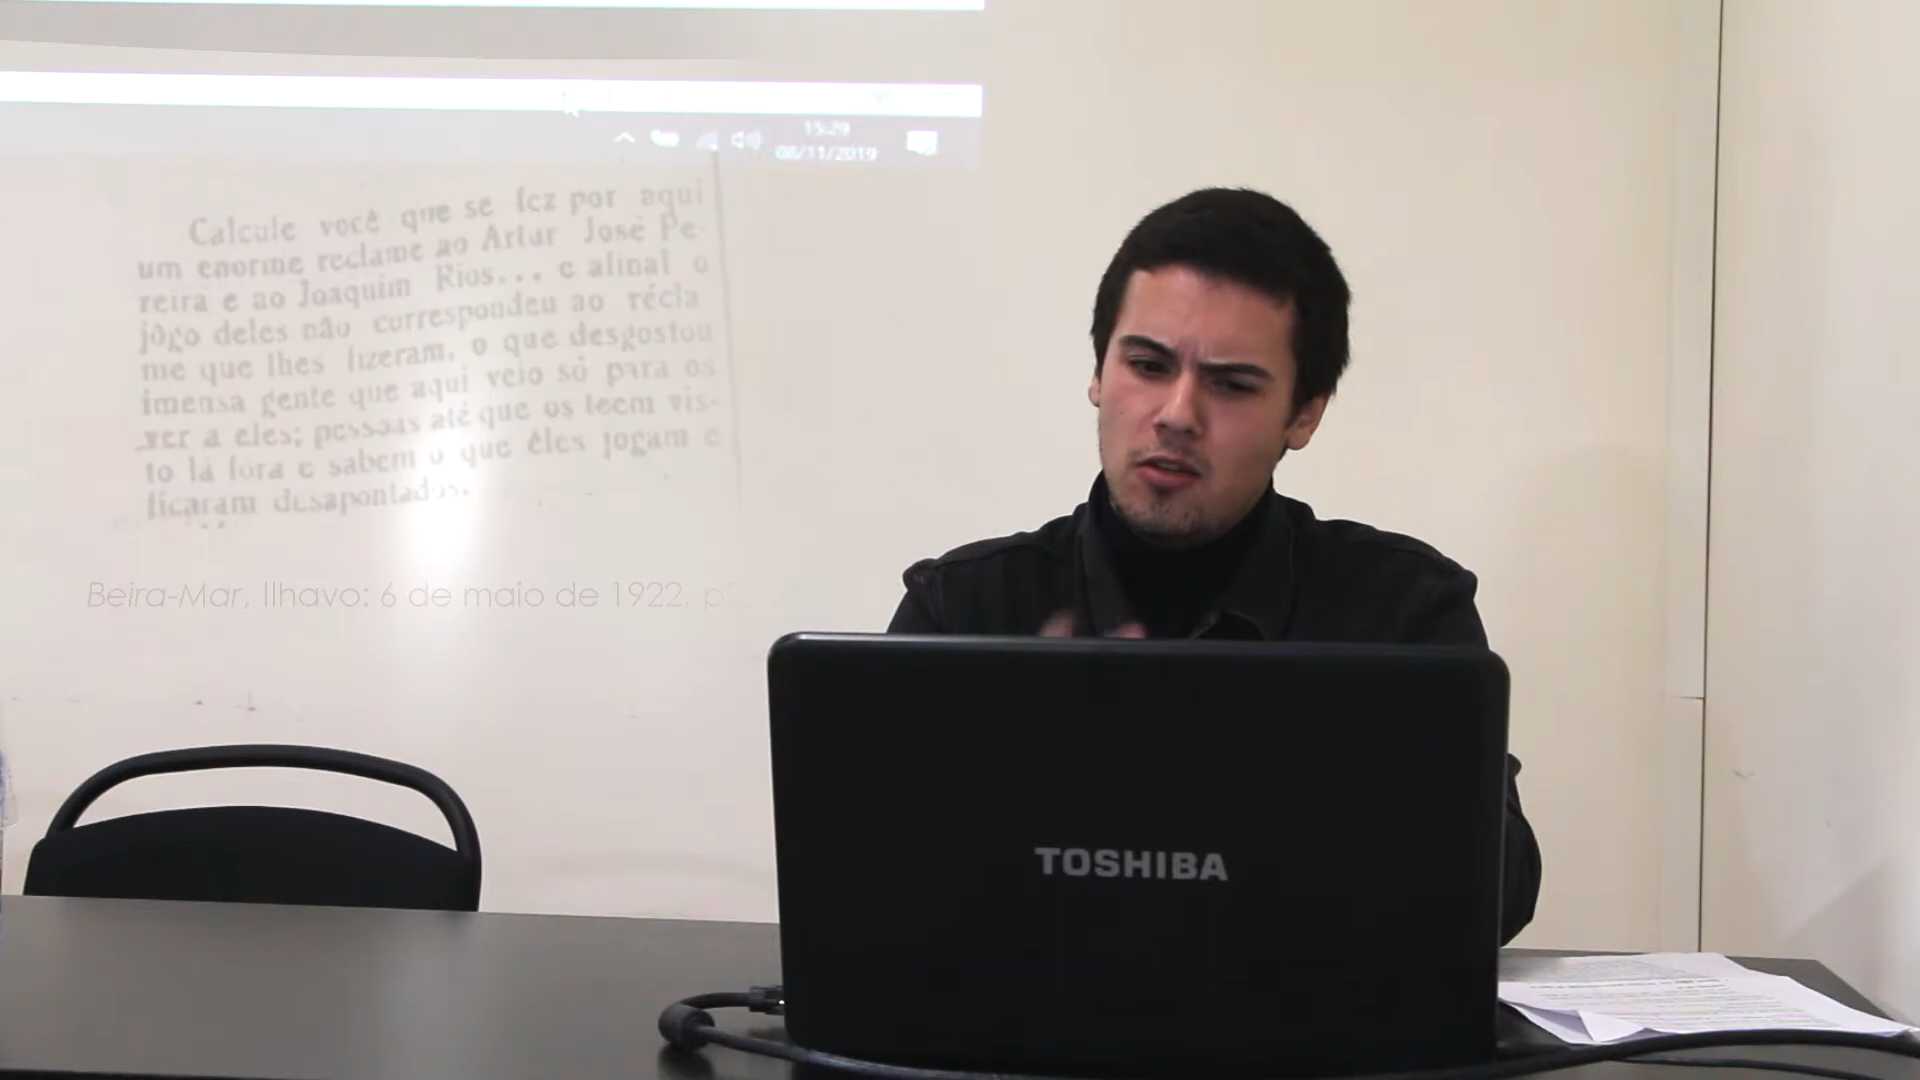 15:29
08/11/2019
Calcule você que se fez por aqui
um enorme reclame ao Artur José Pe-
reira e ao Joaquim Rios... e afinal o
jôgo deles não correspondeu ao récla
me que lhes fizeram, o que desgostou
imensa gente que aqui veio só para os
ver a eles; pessoas até que os teem vis-
to lá fóra e sabem o que êles jogam e
ficaram desapontados.
Beira-Mar, Ilhavo: 6 de maio de 1922, p
TOSHIBA